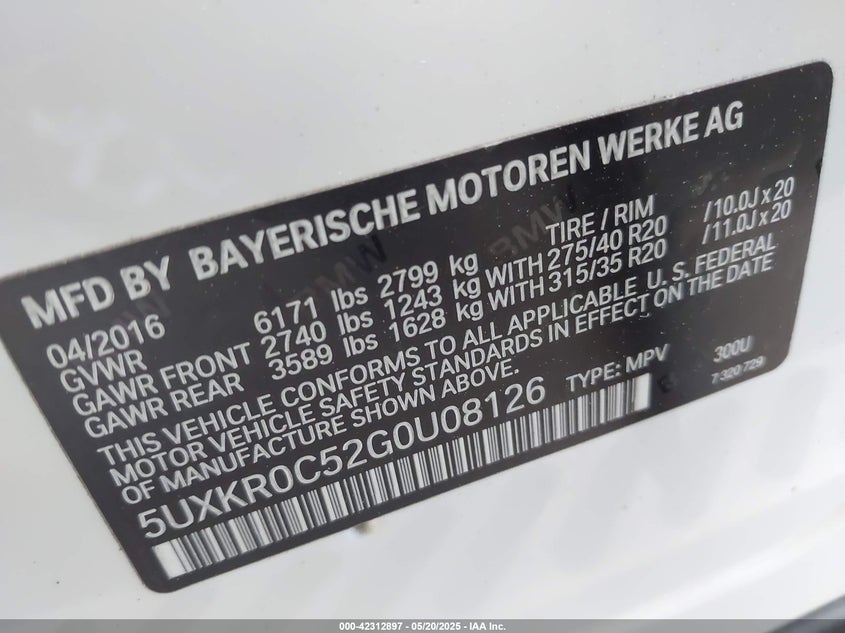 MFD BY BAYERISCHE MOTOREN WERKE AG
04/2016 TIRE / RIM
GVWR 6171 lbs 2799 kg
GAWR FRONT 2740 lbs 1243 kg WITH 275/40 R20 /10.0J x 20
GAWR REAR 3589 lbs 1628 kg WITH 315/35 R20 /11.0J x 20
THIS VEHICLE CONFORMS TO ALL APPLICABLE U. S. FEDERAL
MOTOR VEHICLE SAFETY STANDARDS IN EFFECT ON THE DATE
OF MANUFACTURE SHOWN ABOVE.
5UXKR0C52G0U08126 TYPE: MPV 300U
7 320 729
000-42312897 - 05/20/2025 - IAA Inc.